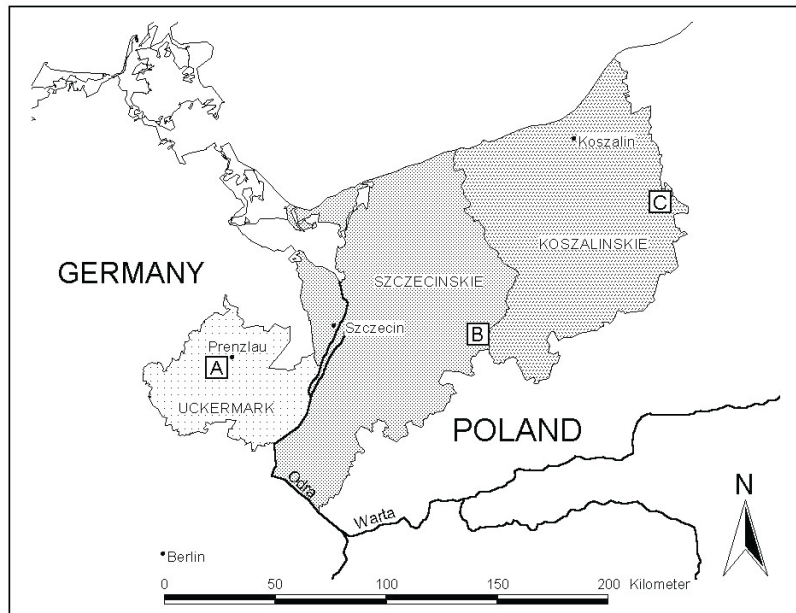 Koszalin
C
KOSZALINSKIE
GERMANY
SZCZECINSKIE
Szczecin
B
Prenzlau
A
UCKERMARK
POLAND
N
Odra
Warta
Berlin
0 50 100 150 200 Kilometer